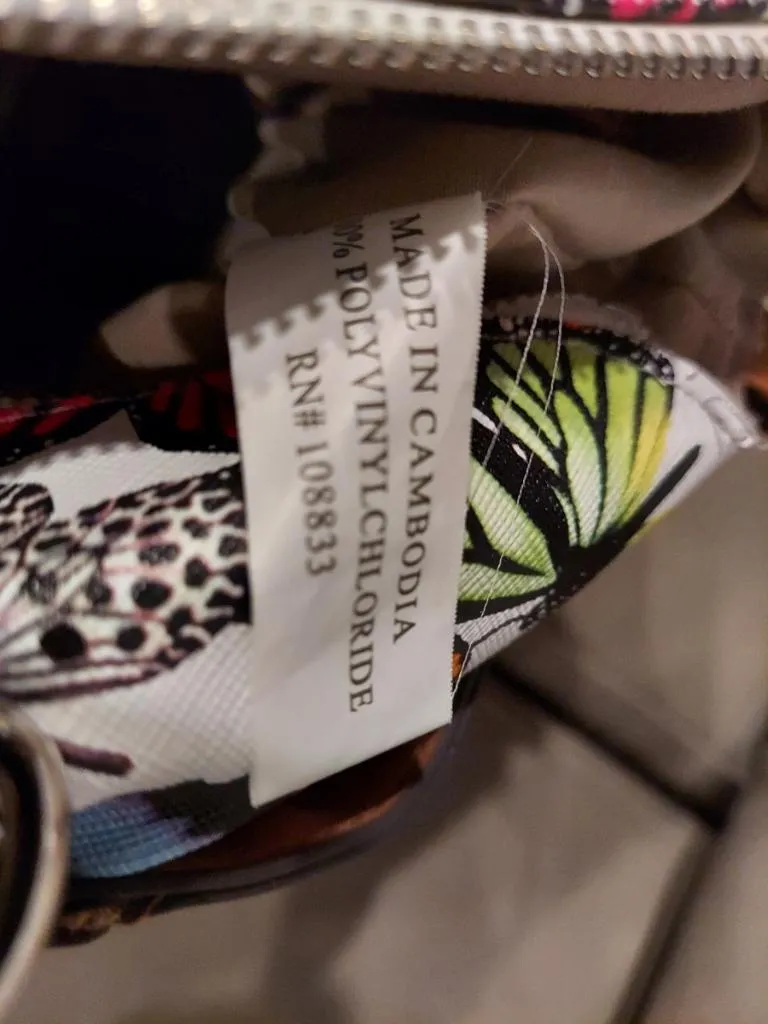 MADE IN CAMBODIA
0% POLYVINYLCHLORIDE
RN# 108833